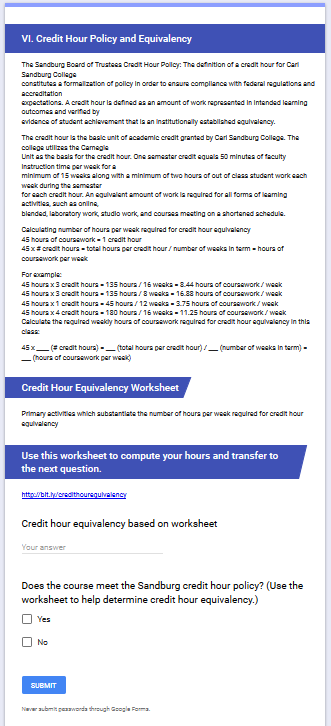 VI. Credit Hour Policy and Equivalency
The Sandburg Board of Trustees Credit Hour Policy: The definition of a credit hour for Carl
Sandburg College
constitutes a formalization of policy in order to ensure compliance with federal regulations and
accreditation
expectations. A credit hour is defined as an amount of work represented in intended learning
outcomes and verified by
evidence of student achievement that is an institutionally established equivalency.
The credit hour is the basic unit of academic credit granted by Carl Sandburg College. The
college utilizes the Carnegie
Unit as the basis for the credit hour. One semester credit equals 50 minutes of faculty
instruction time per week for a
minimum of 15 weeks along with a minimum of two hours of out of class student work each
week during the semester
for each credit hour. An equivalent amount of work is required for all forms of learning
activities, such as online,
blended, laboratory work, studio work, and courses meeting on a shortened schedule.
Calculating number of hours per week required for credit hour equivalency
45 hours of coursework = 1 credit hour
45 x # credit hours = total hours per credit hour / number of weeks in term = hours of
coursework per week
For example:
45 hours x 3 credit hours = 135 hours / 16 weeks = 8.44 hours of coursework / week
45 hours x 3 credit hours = 135 hours / 8 weeks = 16.88 hours of coursework / week
45 hours x 1 credit hours = 45 hours / 12 weeks = 3.75 hours of coursework / week
45 hours x 4 credit hours = 180 hours / 16 weeks = 11.25 hours of coursework / week
Calculate the required weekly hours of coursework required for credit hour equivalency in this
class:
45 x ___ (# credit hours) = __ (total hours per credit hour) / __ (number of weeks in term) =
__ (hours of coursework per week)
Credit Hour Equivalency Worksheet
Primary activities which substantiate the number of hours per week required for credit hour
equivalency
Use this worksheet to compute your hours and transfer to
the next question.
http://bit.ly/credithourequivalency
Credit hour equivalency based on worksheet
Your answer
Does the course meet the Sandburg credit hour policy? (Use the
worksheet to help determine credit hour equivalency.)
Yes
No
SUBMIT
Never submit passwords through Google Forms.